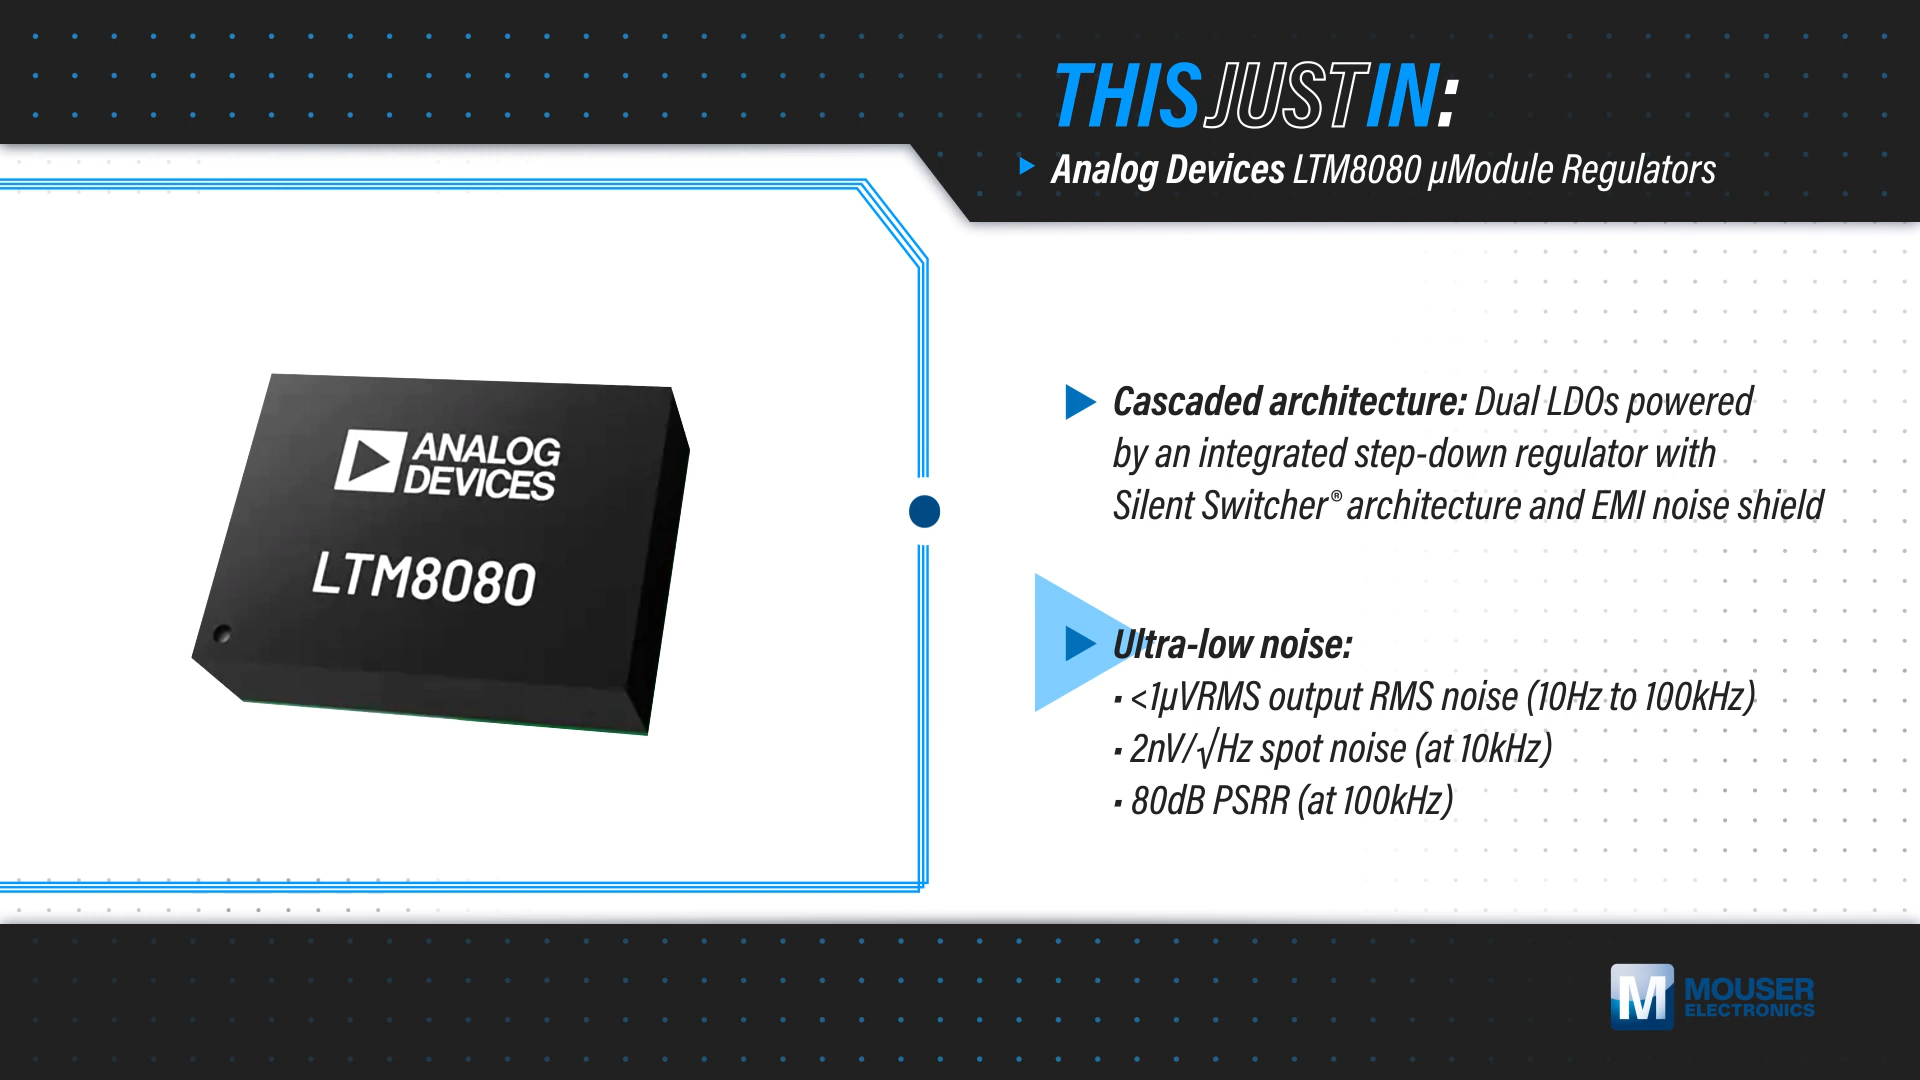 THIS JUST IN:
Analog Devices LTM8080 µModule Regulators
ANALOG
DEVICES
LTM8080
Cascaded architecture: Dual LDOs powered
by an integrated step-down regulator with
Silent Switcher® architecture and EMI noise shield
Ultra-low noise:
▪ <1µVRMS output RMS noise (10Hz to 100kHz)
▪ 2nV/√Hz spot noise (at 10kHz)
▪ 80dB PSRR (at 100kHz)
M MOUSER
ELECTRONICS